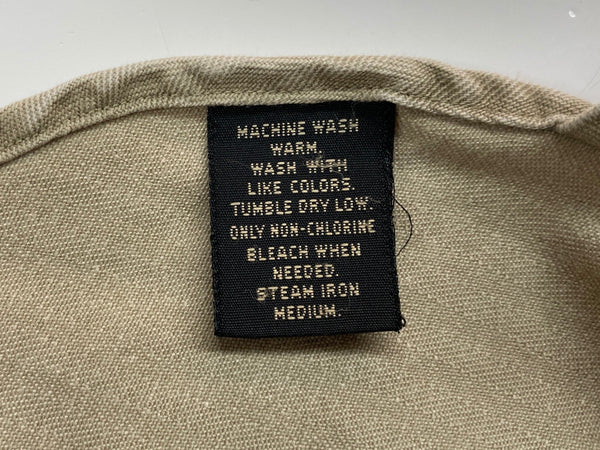 MACHINE WASH
WARM.
WASH WITH
LIKE COLORS.
TUMBLE DRY LOW.
ONLY NON-CHLORINE
BLEACH WHEN
NEEDED.
STEAM IRON
MEDIUM.